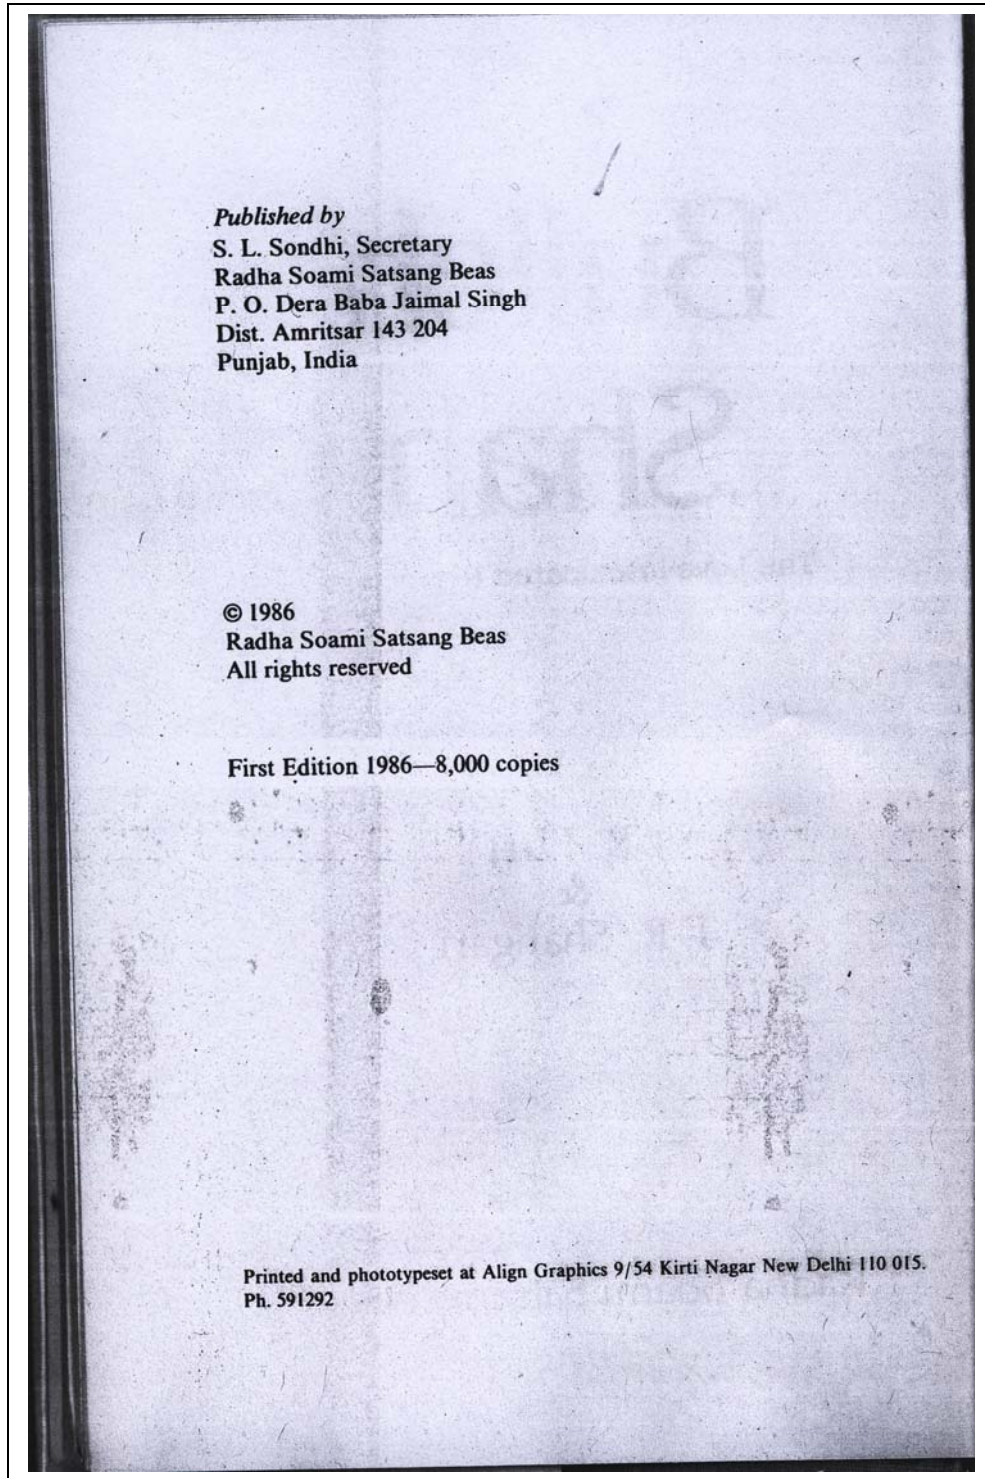 Published by
S. L. Sondhi, Secretary
Radha Soami Satsang Beas
P. O. Dera Baba Jaimal Singh
Dist. Amritsar 143 204
Punjab, India
© 1986
Radha Soami Satsang Beas
All rights reserved
First Edition 1986—8,000 copies
Printed and phototypeset at Align Graphics 9/54 Kirti Nagar New Delhi 110 015.
Ph. 591292